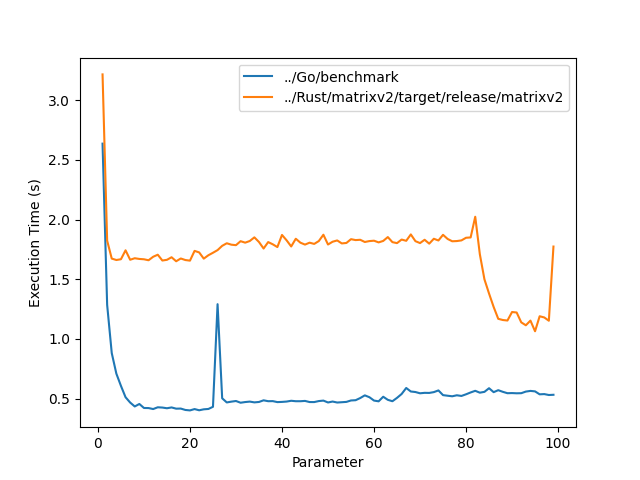 ../Go/benchmark
../Rust/matrixv2/target/release/matrixv2
3.0
2.5
2.0
1.5
1.0
0.5
Execution Time (s)
0 20 40 60 80 100
Parameter